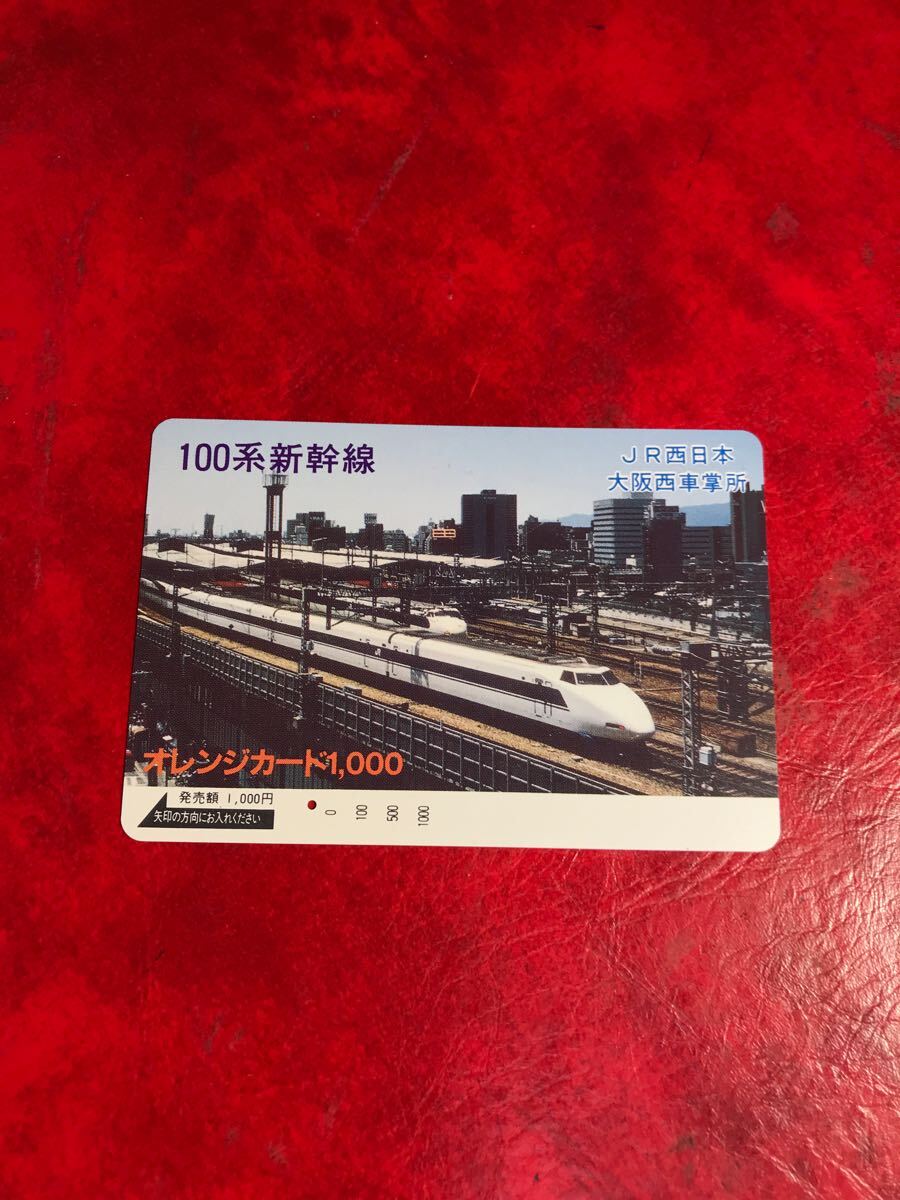 100系新幹線
JR西日本
大阪西車掌所
オレンジカード1,000
発売額 1,000円
矢印の方向にお入れください
0 100 500 1000